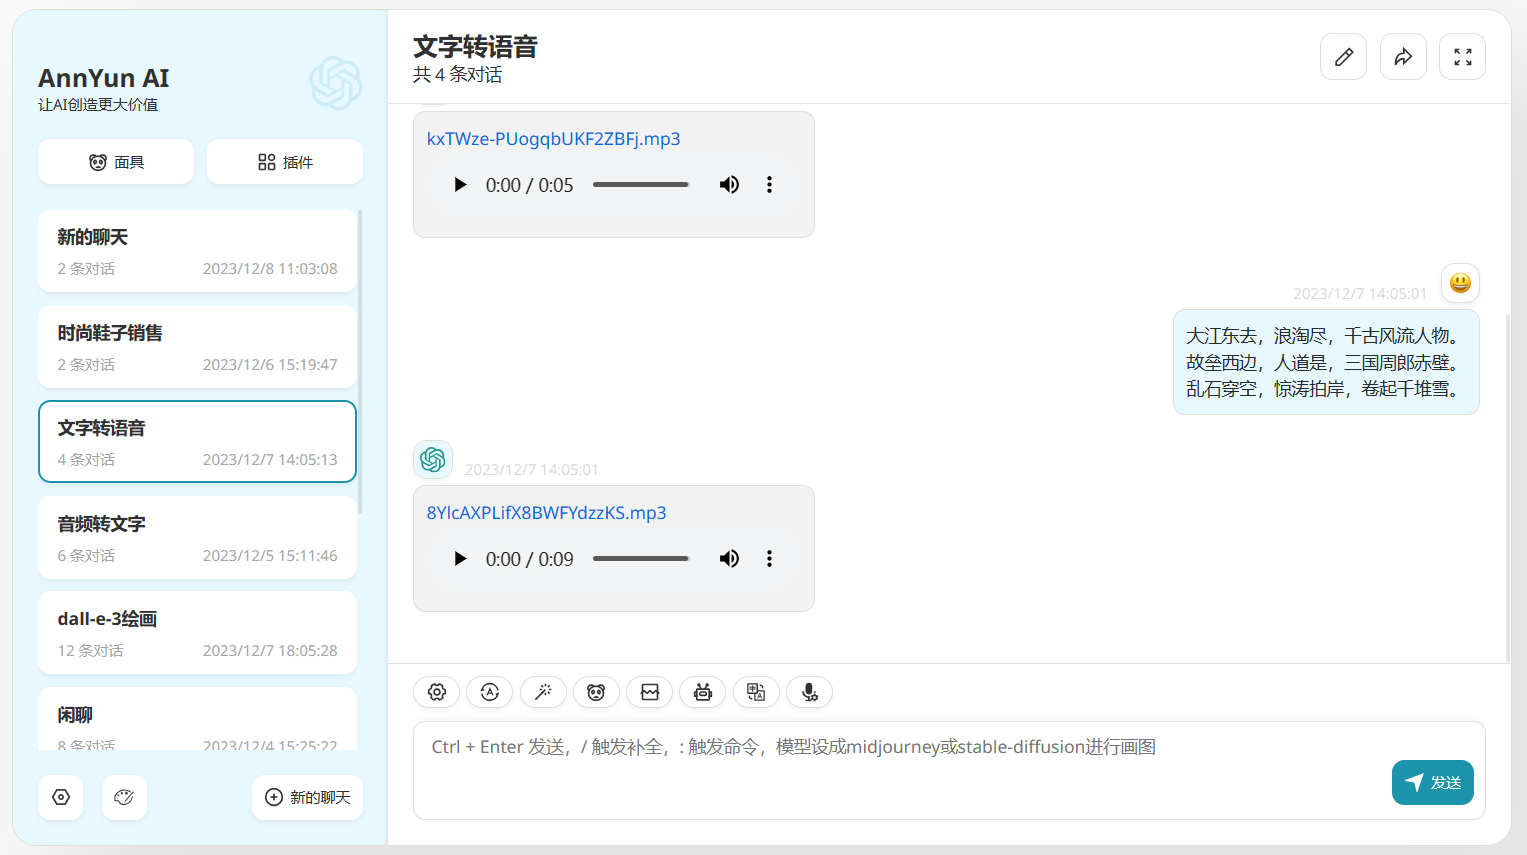 AnnYun AI
让AI创造更大价值
面具
插件
新的聊天
2 条对话
2023/12/8 11:03:08
时尚鞋子销售
2 条对话
2023/12/6 15:19:47
文字转语音
4 条对话
2023/12/7 14:05:13
音频转文字
6 条对话
2023/12/5 15:11:46
dall-e-3绘画
12 条对话
2023/12/7 18:05:28
闲聊
8 条对话
2023/12/4 15:25:22
新的聊天
文字转语音
共 4 条对话
kxTWze-PUogqbUKF2ZBFj.mp3
0:00 / 0:05
2023/12/7 14:05:01
大江东去，浪淘尽，千古风流人物。
故垒西边，人道是，三国周郎赤壁。
乱石穿空，惊涛拍岸，卷起千堆雪。
2023/12/7 14:05:01
8YlcAXPLifX8BWFYdzzKS.mp3
0:00 / 0:09
Ctrl + Enter 发送，/ 触发补全，: 触发命令，模型设成midjourney或stable-diffusion进行画图
发送